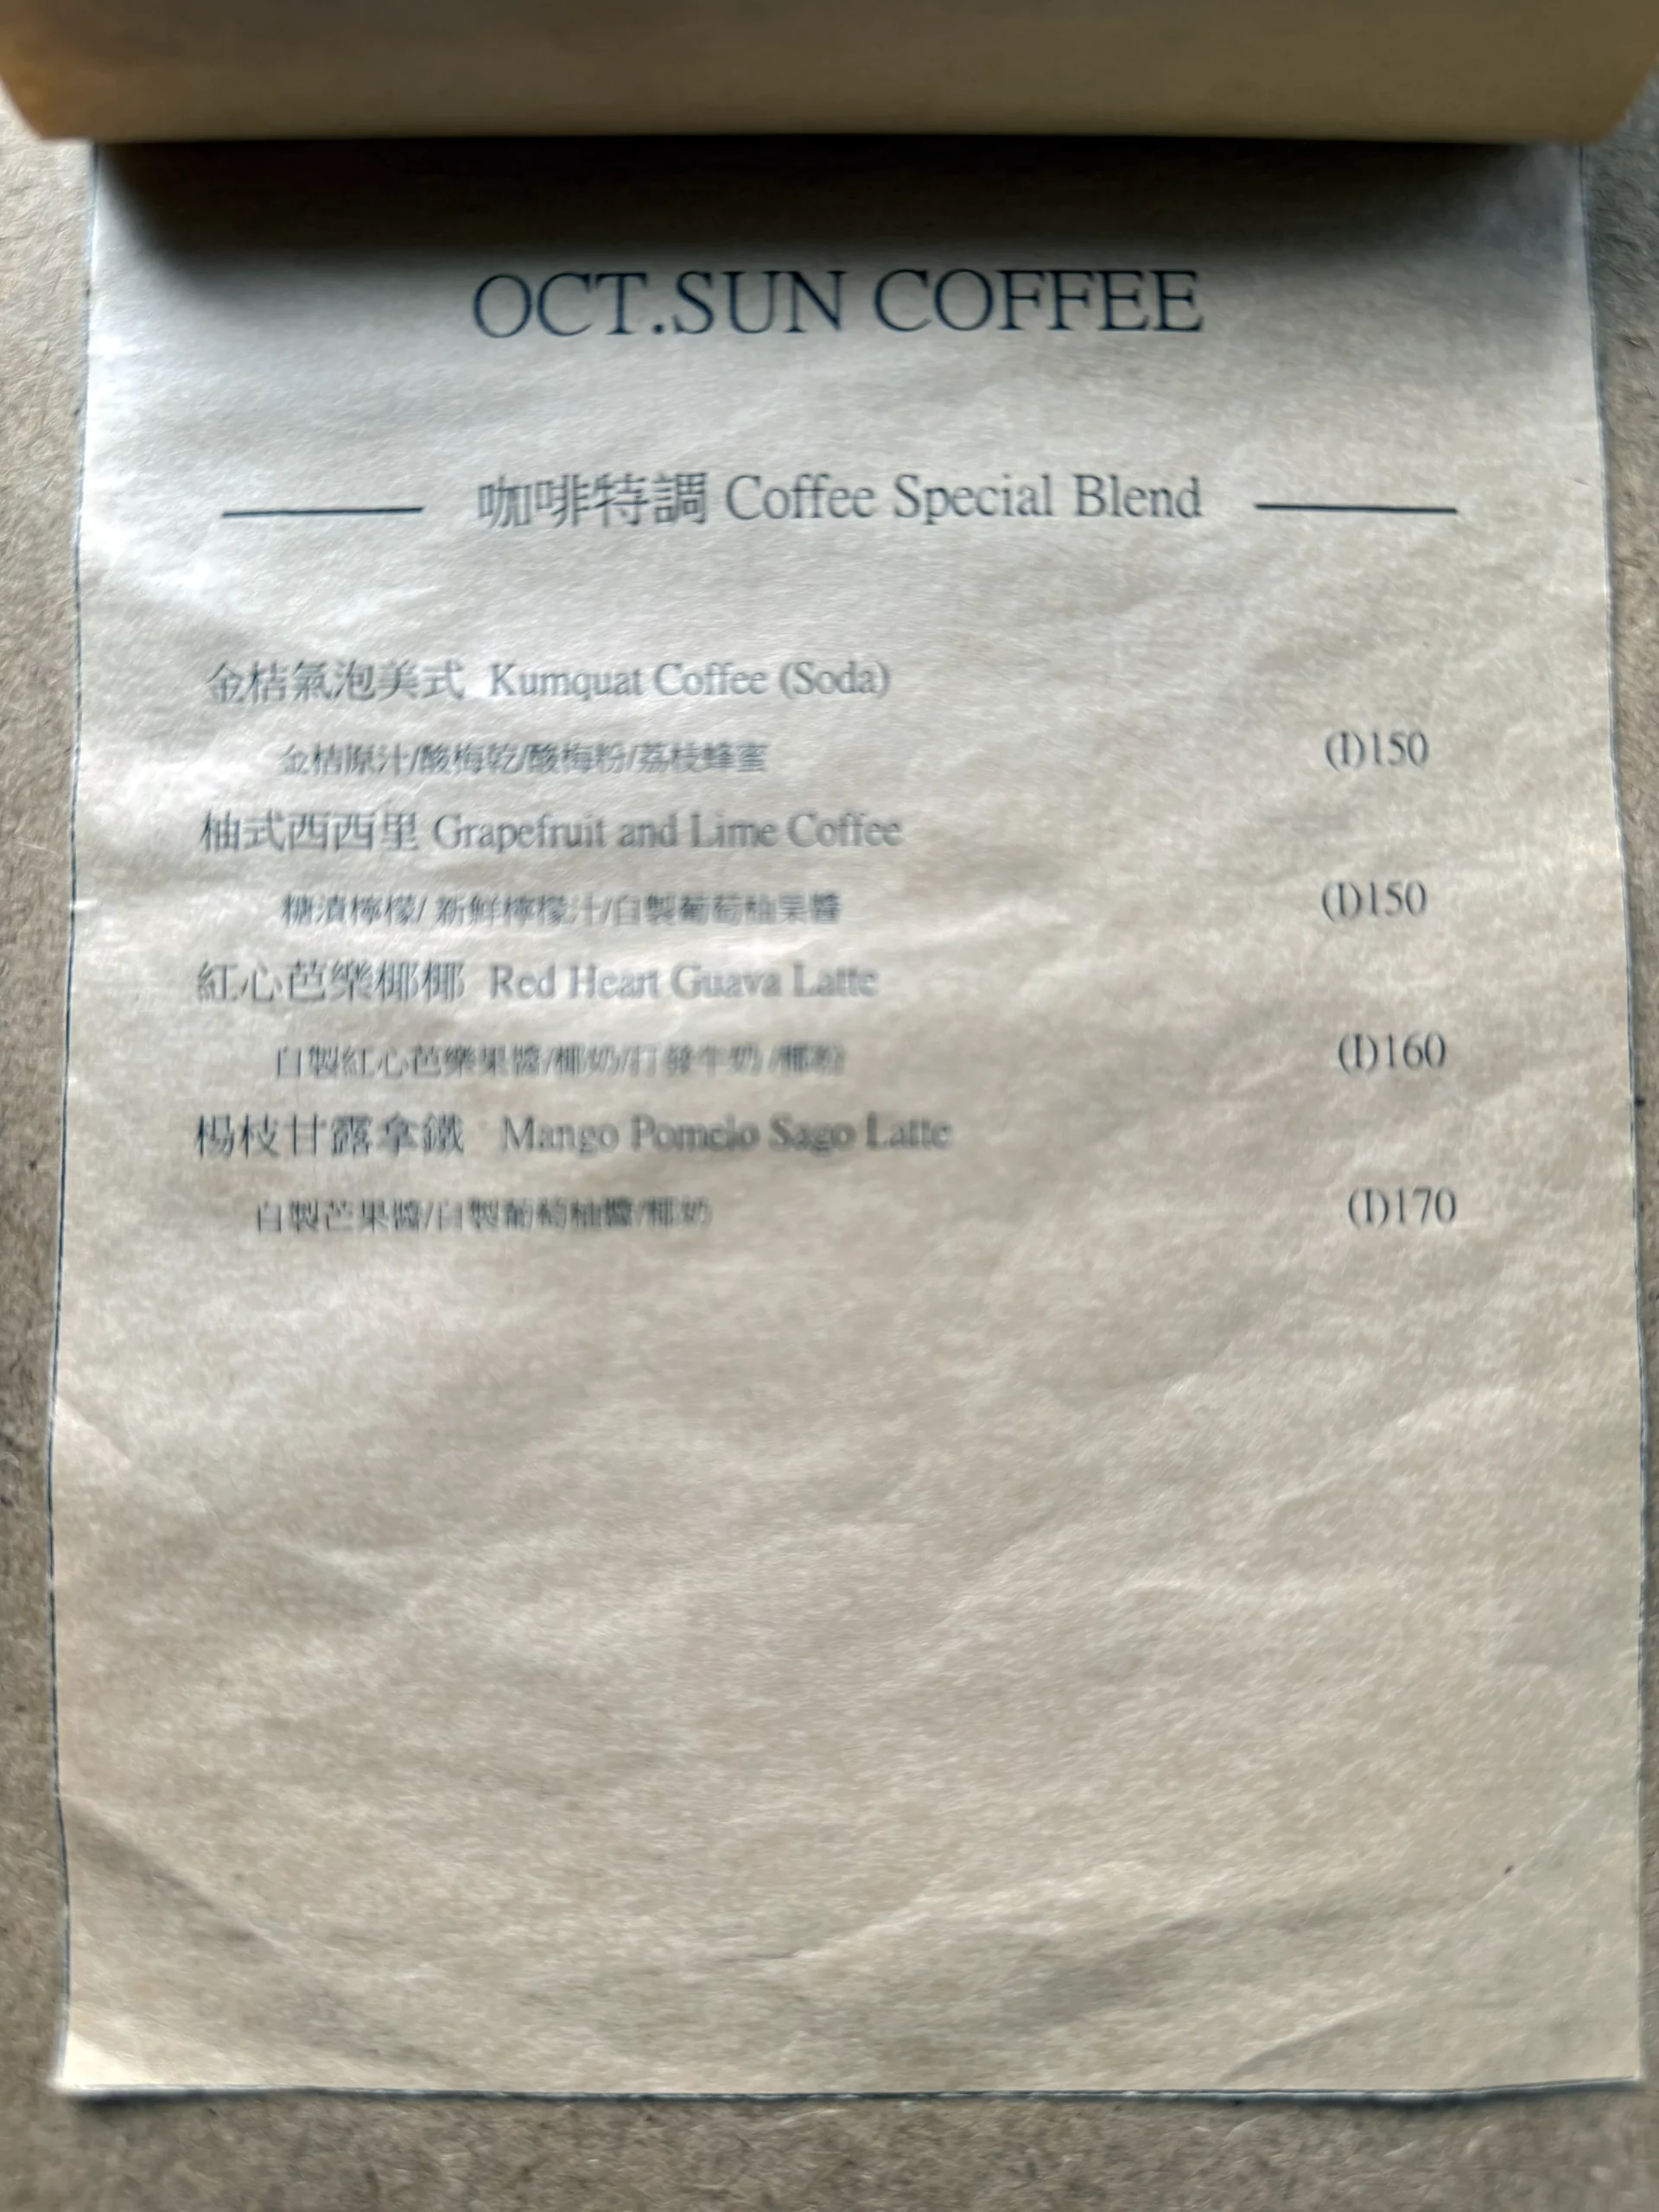 OCT.SUN COFFEE
咖啡特調 Coffee Special Blend
金桔氣泡美式 Kumquat Coffee (Soda)
金桔原汁/酸梅乾/酸梅粉/荔枝蜂蜜 (I)150
柚式西西里 Grapefruit and Lime Coffee
糖漬檸檬/ 新鮮檸檬汁/自製葡萄柚果醬 (I)150
紅心芭樂椰椰 Red Heart Guava Latte
自製紅心芭樂果醬/椰奶/打發牛奶 /椰粉 (I)160
楊枝甘露拿鐵 Mango Pomelo Sago Latte
自製芒果醬/自製葡萄柚醬/椰奶 (I)170